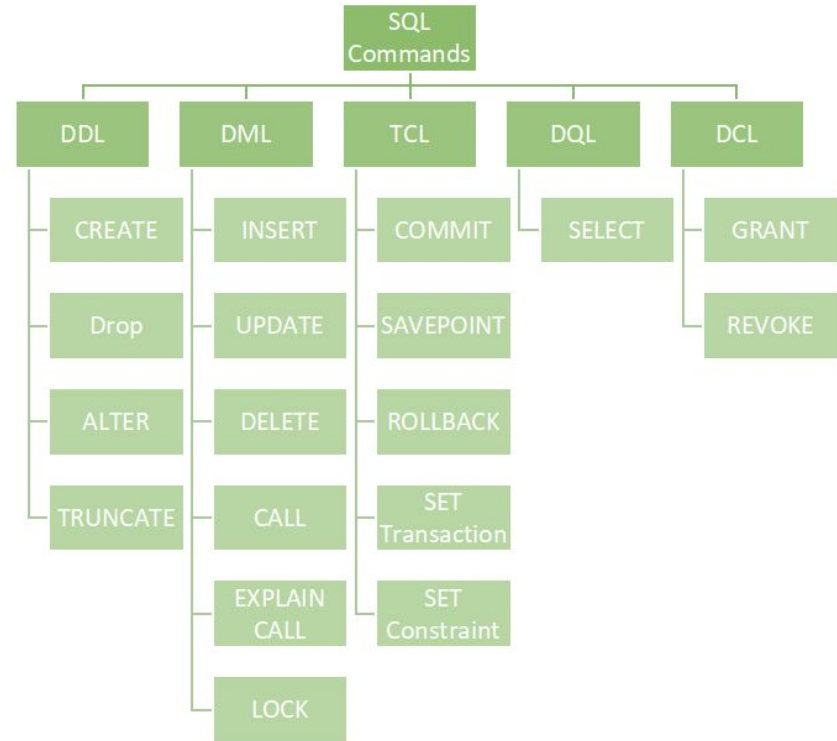 SQL
Commands
DDL
DML
TCL
DQL
DCL
CREATE
INSERT
COMMIT
SELECT
GRANT
Drop
UPDATE
SAVEPOINT
REVOKE
ALTER
DELETE
ROLLBACK
TRUNCATE
CALL
SET
Transaction
EXPLAIN
CALL
SET
Constraint
LOCK